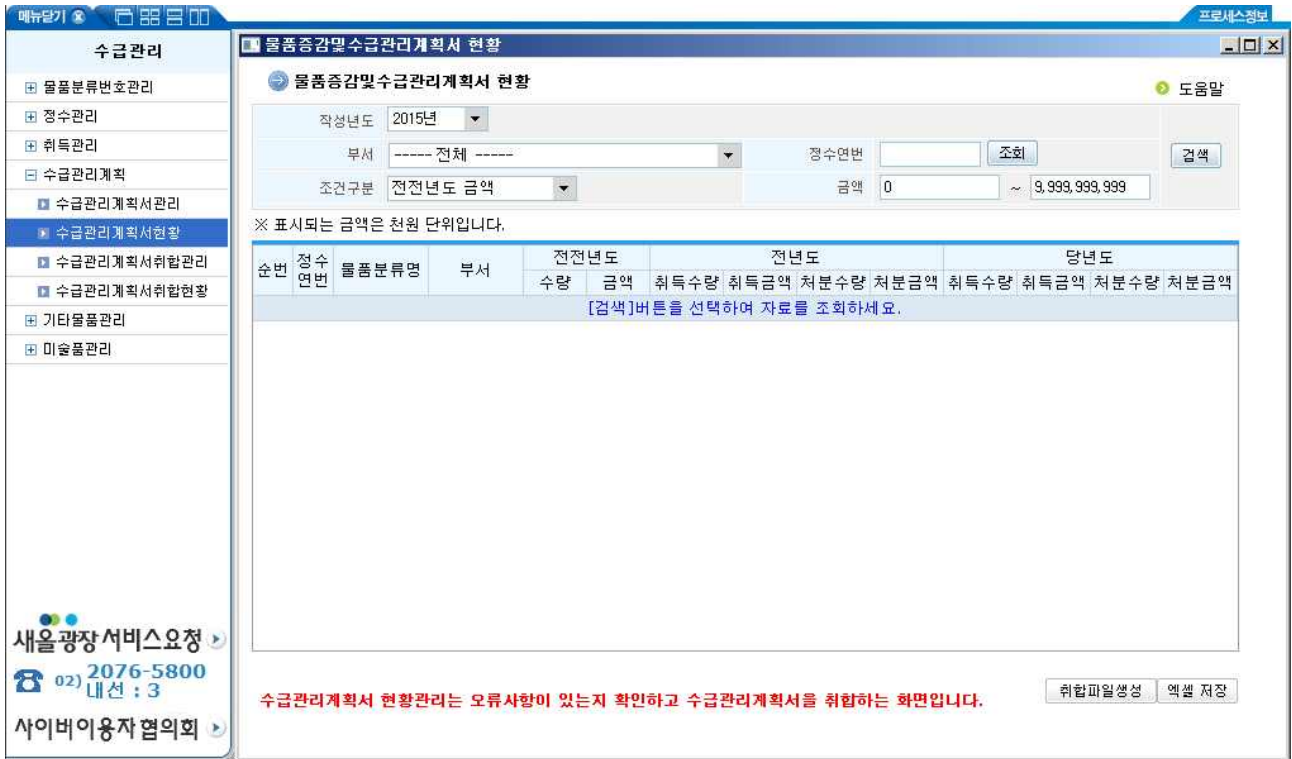 메뉴닫기
프로세스정보
수급관리
물품분류번호관리
정수관리
취득관리
수급관리계획
수급관리계획서관리
수급관리계획서현황
수급관리계획서취합관리
수급관리계획서취합현황
기타물품관리
미술품관리
새올광장 서비스요청
02) 2076-5800
내선 : 3
사이버이용자 협의회
물품증감및수급관리계획서 현황
물품증감및수급관리계획서 현황
도움말
작성년도 2015년
부서 ----- 전체 ----- 정수연번 조회 검색
조건구분 전전년도 금액 금액 0 ~ 9,999,999,999
※ 표시되는 금액은 천원 단위입니다.
순번 정수연번 물품분류명 부서 전전년도 전년도 당년도
수량 금액 취득수량 취득금액 처분수량 처분금액 취득수량 취득금액 처분수량 처분금액
[검색]버튼을 선택하여 자료를 조회하세요.
수급관리계획서 현황관리는 오류사항이 있는지 확인하고 수급관리계획서을 취합하는 화면입니다.
취합파일생성 엑셀 저장